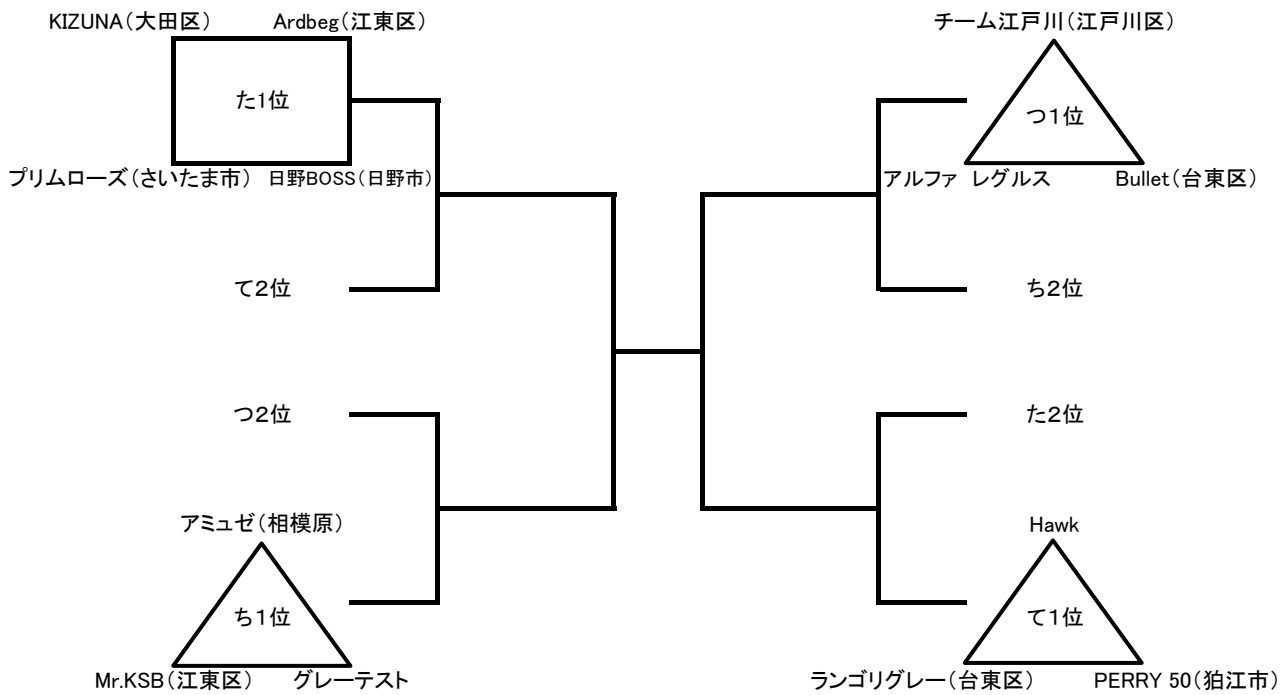 KIZUNA（大田区）
Ardbeg（江東区）
チーム江戸川（江戸川区）
た1位
つ１位
プリムローズ（さいたま市）
日野BOSS（日野市）
アルファ　レグルス
Bullet（台東区）
て２位
ち２位
つ２位
た２位
アミュゼ（相模原）
Hawk
ち１位
て１位
Mr.KSB（江東区）
グレーテスト
ランゴリグレー（台東区）
PERRY 50（狛江市）